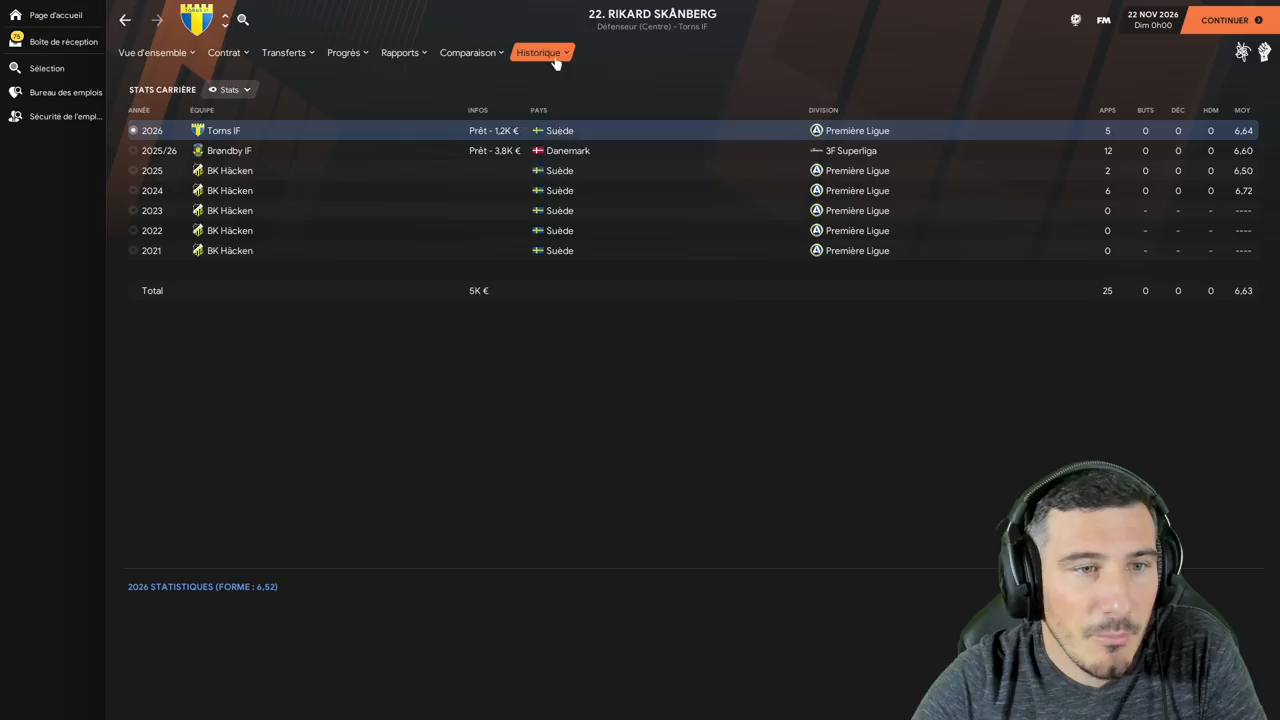 Page d'accueil
75
Boîte de réception
Sélection
Bureau des emplois
Sécurité de l'empl...
TORNS IF
22. RIKARD SKÅNBERG
Défenseur (Centre) - Torns IF
FM
22 NOV 2026
Dim 0h00
CONTINUER
Vue d'ensemble
Contrat
Transferts
Progrès
Rapports
Comparaison
Historique
STATS CARRIÈRE
Stats
ANNÉE ÉQUIPE INFOS PAYS DIVISION APPS BUTS DÉC HDM MOY
2026 Torns IF Prêt - 1,2K € Suède Première Ligue 5 0 0 0 6,64
2025/26 Brøndby IF Prêt - 3,8K € Danemark 3F Superliga 12 0 0 0 6,60
2025 BK Häcken Suède Première Ligue 2 0 0 0 6,50
2024 BK Häcken Suède Première Ligue 6 0 0 0 6,72
2023 BK Häcken Suède Première Ligue 0 - - - ----
2022 BK Häcken Suède Première Ligue 0 - - - ----
2021 BK Häcken Suède Première Ligue 0 - - - ----
Total 5K € 25 0 0 0 6,63
2026 STATISTIQUES (FORME : 6,52)